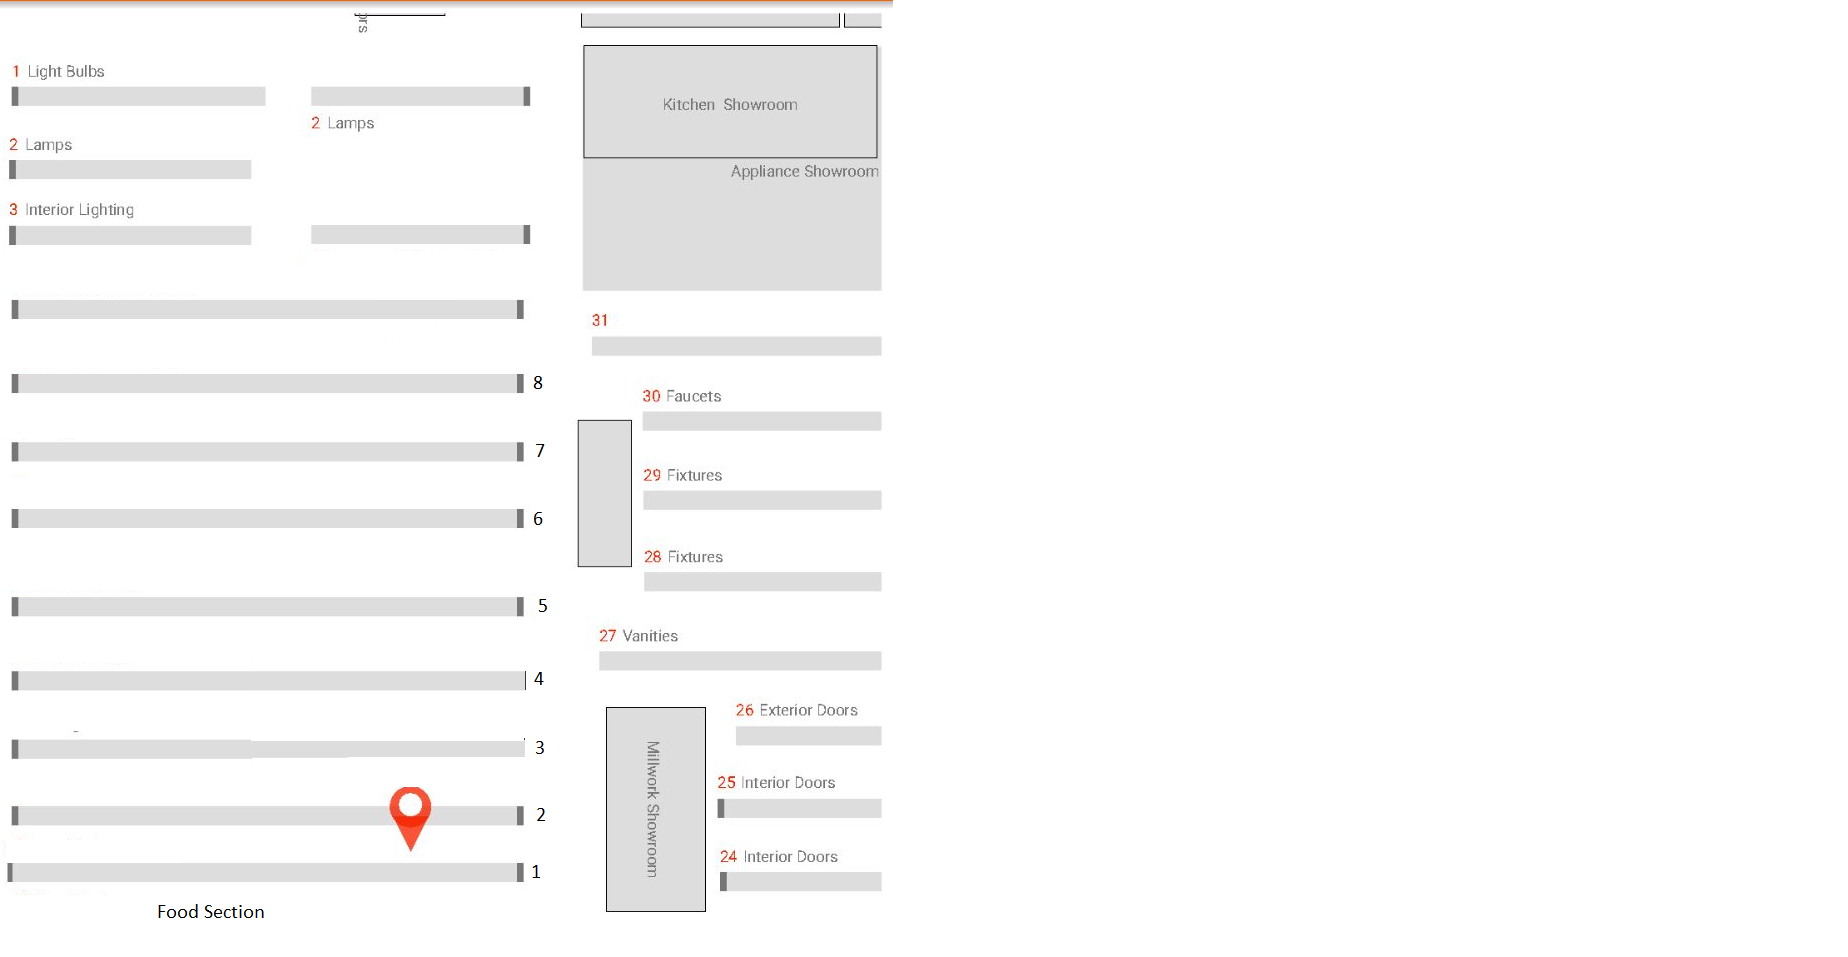 ors
1 Light Bulbs
2 Lamps
2 Lamps
3 Interior Lighting
8
7
6
5
4
3
2
1
Food Section
Kitchen Showroom
Appliance Showroom
31
30 Faucets
29 Fixtures
28 Fixtures
27 Vanities
26 Exterior Doors
25 Interior Doors
24 Interior Doors
Millwork Showroom